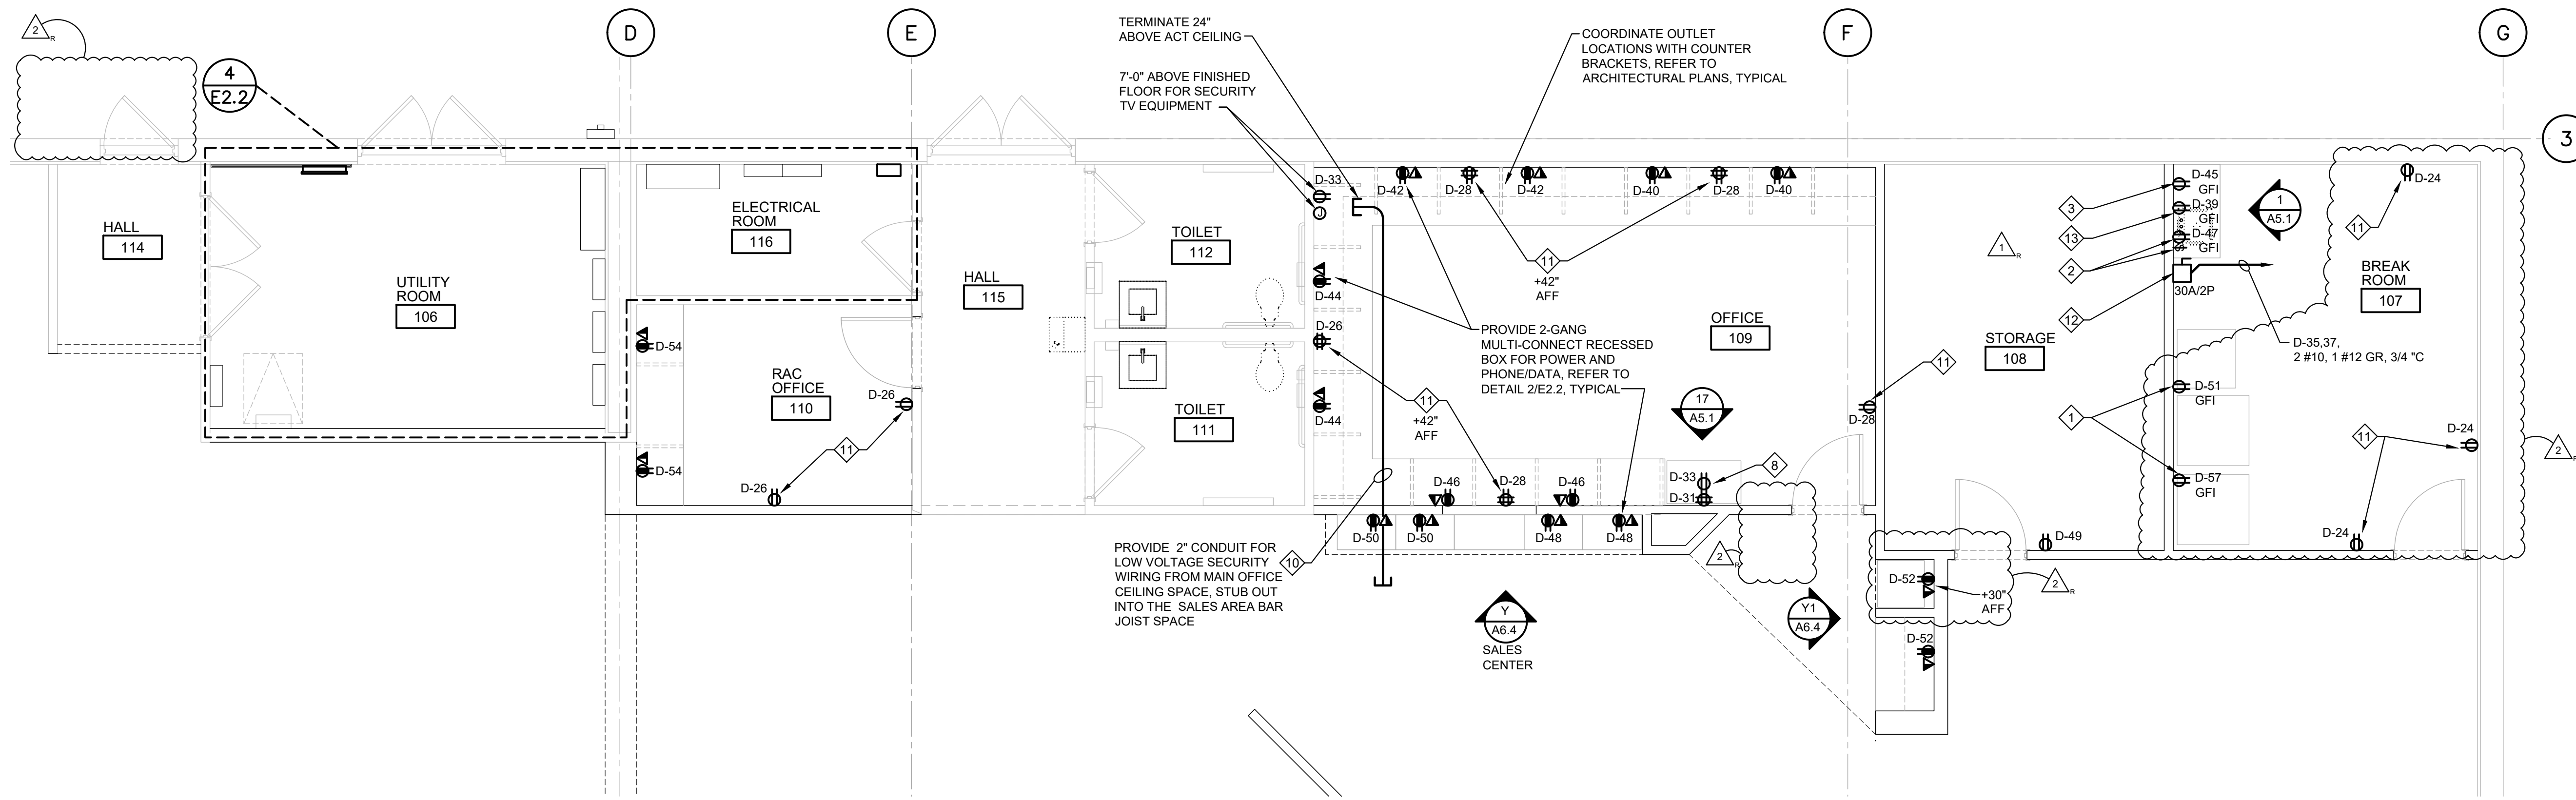 2
R
4
E2.2
D
E
F
G
3
TERMINATE 24"
ABOVE ACT CEILING
7'-0" ABOVE FINISHED
FLOOR FOR SECURITY
TV EQUIPMENT
COORDINATE OUTLET
LOCATIONS WITH COUNTER
BRACKETS, REFER TO
ARCHITECTURAL PLANS, TYPICAL
HALL
114
UTILITY
ROOM
106
ELECTRICAL
ROOM
116
HALL
115
TOILET
112
TOILET
111
RAC
OFFICE
110
D-54
D-54
D-26
D-26
11
D-33
J
D-44
D-26
D-44
D-42
D-28
D-42
D-40
D-28
D-40
11
+42"
AFF
11
+42"
AFF
PROVIDE 2-GANG
MULTI-CONNECT RECESSED
BOX FOR POWER AND
PHONE/DATA, REFER TO
DETAIL 2/E2.2, TYPICAL
OFFICE
109
17
A5.1
D-28
11
D-46
D-28
D-46
D-33
D-31
8
D-50
D-50
D-48
D-48
PROVIDE 2" CONDUIT FOR
LOW VOLTAGE SECURITY
WIRING FROM MAIN OFFICE
CEILING SPACE, STUB OUT
INTO THE SALES AREA BAR
JOIST SPACE
10
Y
A6.4
SALES
CENTER
Y1
A6.4
2
R
STORAGE
108
1
R
3
13
2
12
1
D-45
GFI
D-39
GFI
D-47
GFI
30A/2P
1
A5.1
D-35,37,
2 #10, 1 #12 GR, 3/4 "C
D-51
GFI
D-57
GFI
BREAK
ROOM
107
D-24
11
D-24
11
D-24
2
R
D-49
D-52
+30"
AFF
2
R
D-52